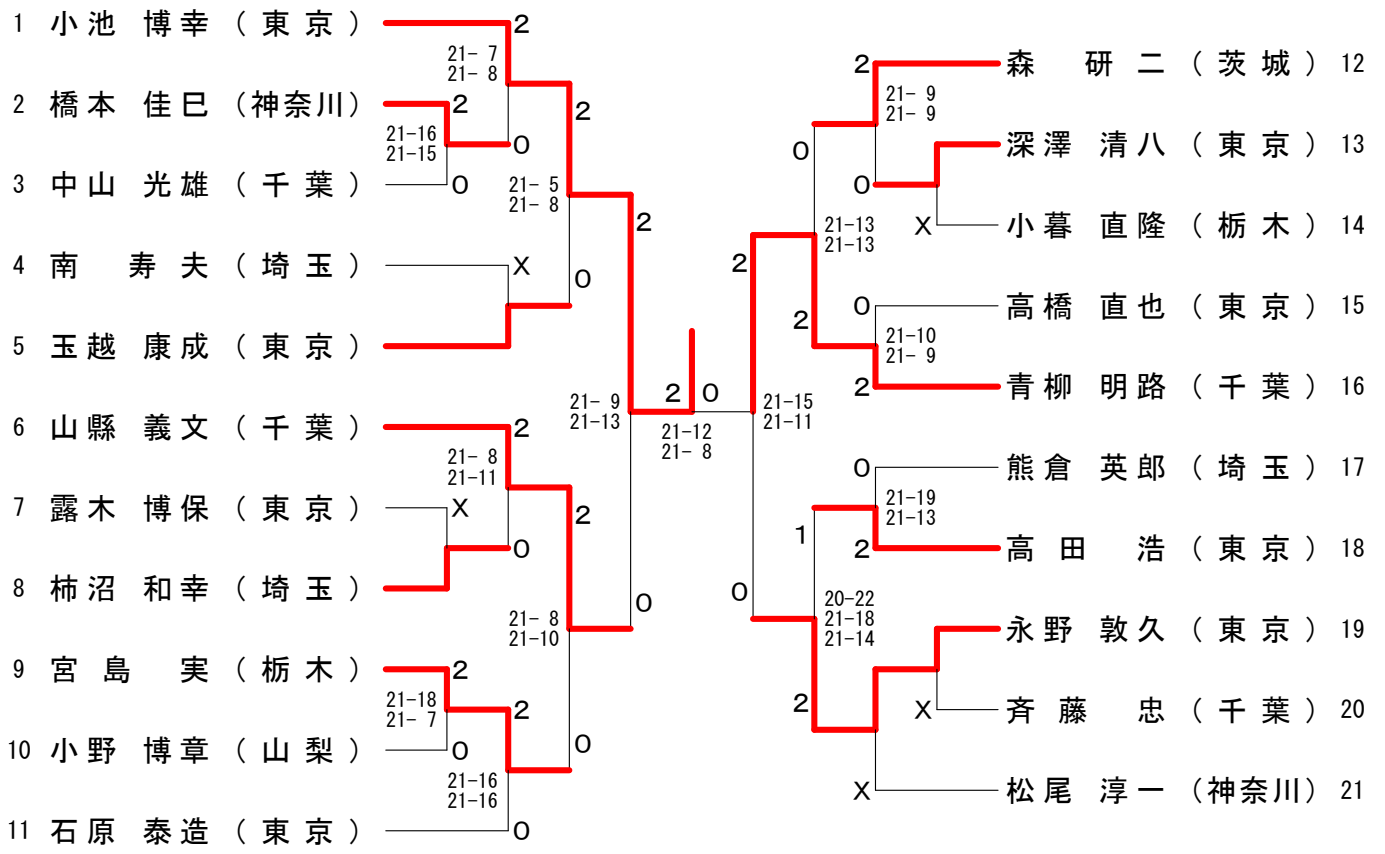 1 小池 博幸 (東京)
2
21- 7
21- 8
2 橋本 佳巳 (神奈川)
2
2
21-16
21-15
0
3 中山 光雄 (千葉)
0
21- 5
21- 8
2
4 南 寿夫 (埼玉)
X
0
5 玉越 康成 (東京)
21- 9
21-13
6 山縣 義文 (千葉)
2
21- 8
21-11
7 露木 博保 (東京)
X
2
0
8 柿沼 和幸 (埼玉)
0
21- 8
21-10
9 宮島 実 (栃木)
2
21-18
21- 7
2
10 小野 博章 (山梨)
0
0
21-16
21-16
11 石原 泰造 (東京)
0
2 0
21-12
21- 8
2
森 研二 (茨城) 12
21- 9
21- 9
0
深澤 清八 (東京) 13
0
X
小暮 直隆 (栃木) 14
21-13
21-13
2
0
高橋 直也 (東京) 15
2
21-10
21- 9
2
青柳 明路 (千葉) 16
21-15
21-11
0
熊倉 英郎 (埼玉) 17
21-19
21-13
1
2
高田 浩 (東京) 18
0
20-22
21-18
21-14
永野 敦久 (東京) 19
2
X
斉藤 忠 (千葉) 20
X
松尾 淳一 (神奈川) 21